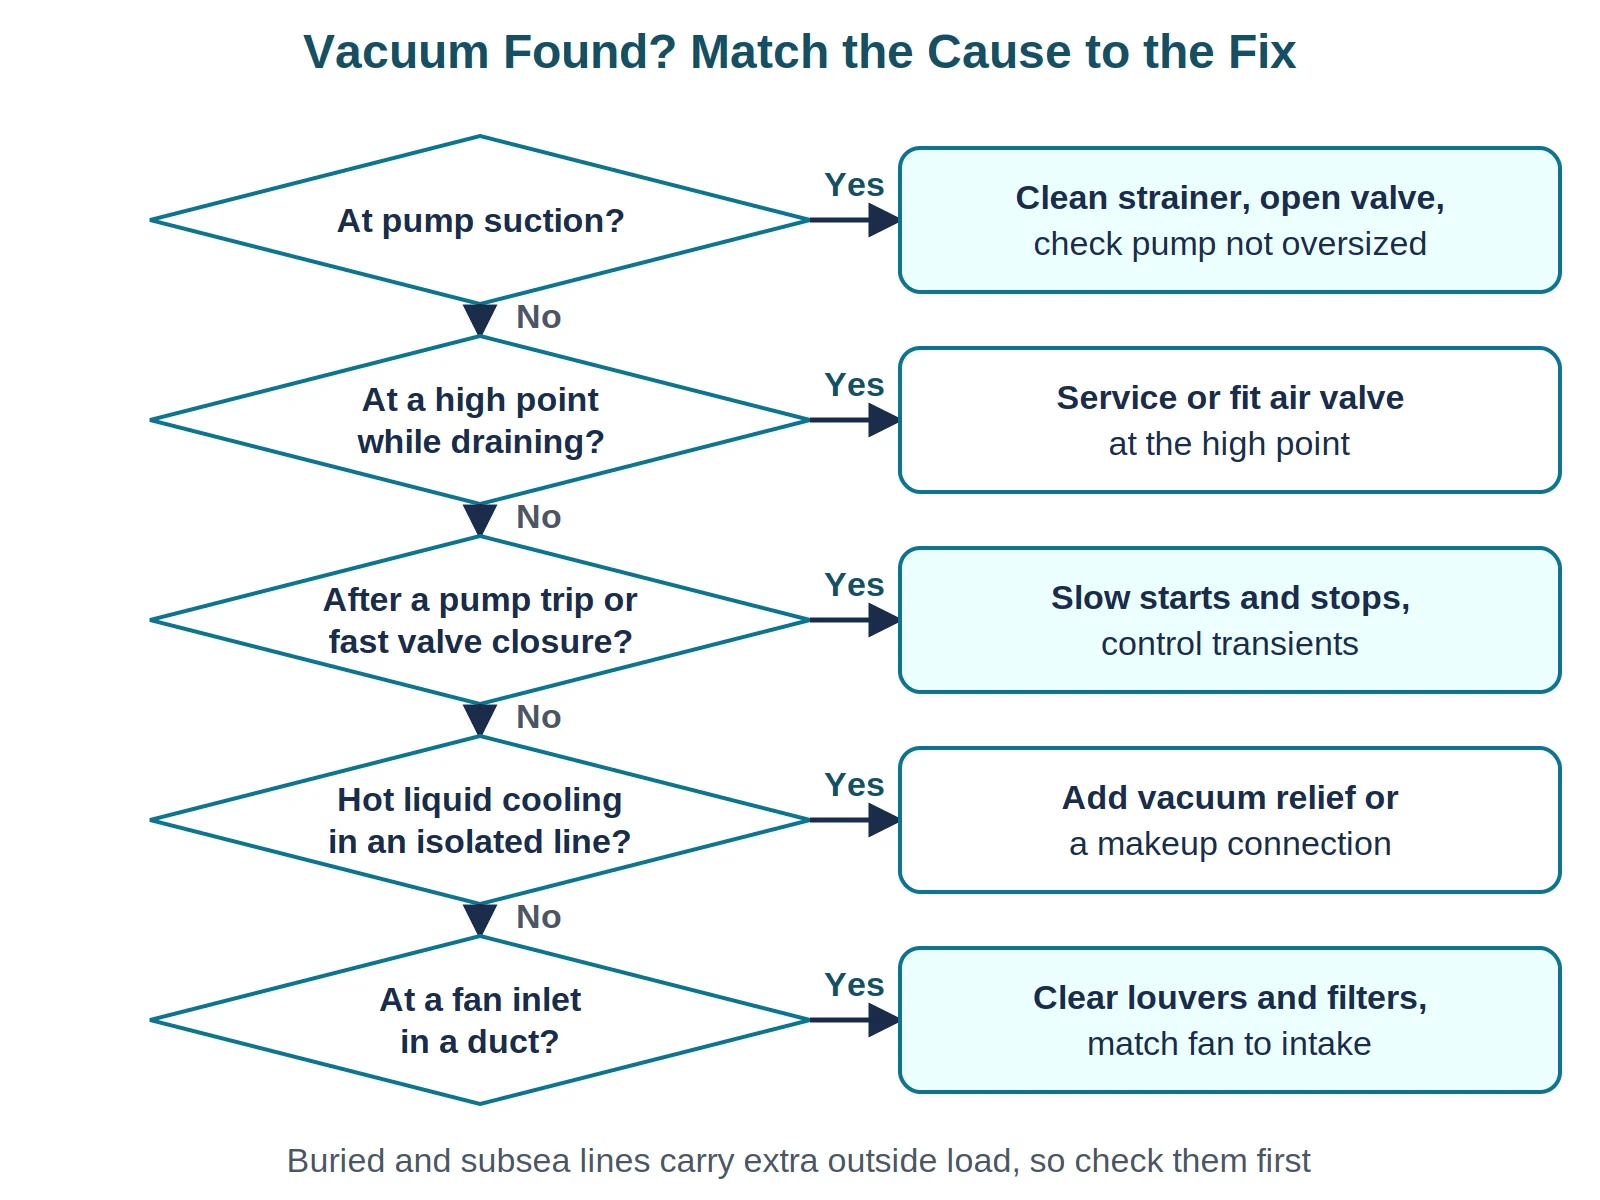 Vacuum Found? Match the Cause to the Fix
At pump suction?
Yes
Clean strainer, open valve,
check pump not oversized
No
At a high point
while draining?
Yes
Service or fit air valve
at the high point
No
After a pump trip or
fast valve closure?
Yes
Slow starts and stops,
control transients
No
Hot liquid cooling
in an isolated line?
Yes
Add vacuum relief or
a makeup connection
No
At a fan inlet
in a duct?
Yes
Clear louvers and filters,
match fan to intake
Buried and subsea lines carry extra outside load, so check them first